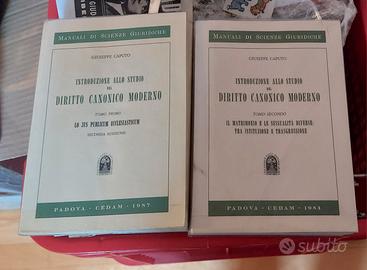 MANUALI DI SCIENZE GIURIDICHE
GIUSEPPE CAPUTO
INTRODUZIONE ALLO STUDIO
DEL
DIRITTO CANONICO MODERNO
TOMO PRIMO
LO JUS PUBLICUM ECCLESIASTICUM
SECONDA EDIZIONE
PADOVA - CEDAM - 1987
MANUALI DI SCIENZE GIURIDICHE
GIUSEPPE CAPUTO
INTRODUZIONE ALLO STUDIO
DEL
DIRITTO CANONICO MODERNO
TOMO SECONDO
IL MATRIMONIO E LE SESSUALITÀ DIVERSE:
TRA ISTITUZIONE E TRASGRESSIONE
PADOVA - CEDAM - 1984
subito